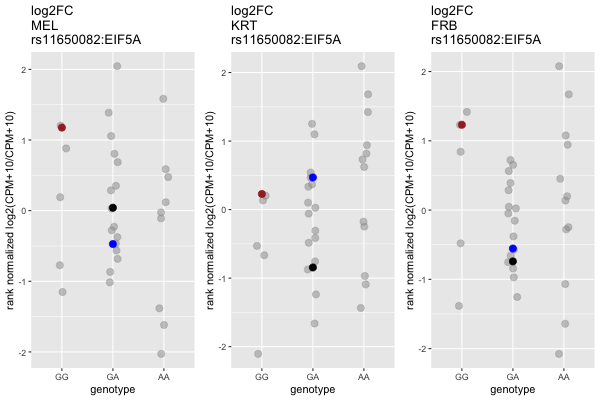 log2FC
MEL
rs11650082:EIF5A
rank normalized log2(CPM+10/CPM+10)
2
1
0
-1
-2
GG
GA
AA
genotype
log2FC
KRT
rs11650082:EIF5A
rank normalized log2(CPM+10/CPM+10)
2
1
0
-1
-2
GG
GA
AA
genotype
log2FC
FRB
rs11650082:EIF5A
rank normalized log2(CPM+10/CPM+10)
2
1
0
-1
-2
GG
GA
AA
genotype